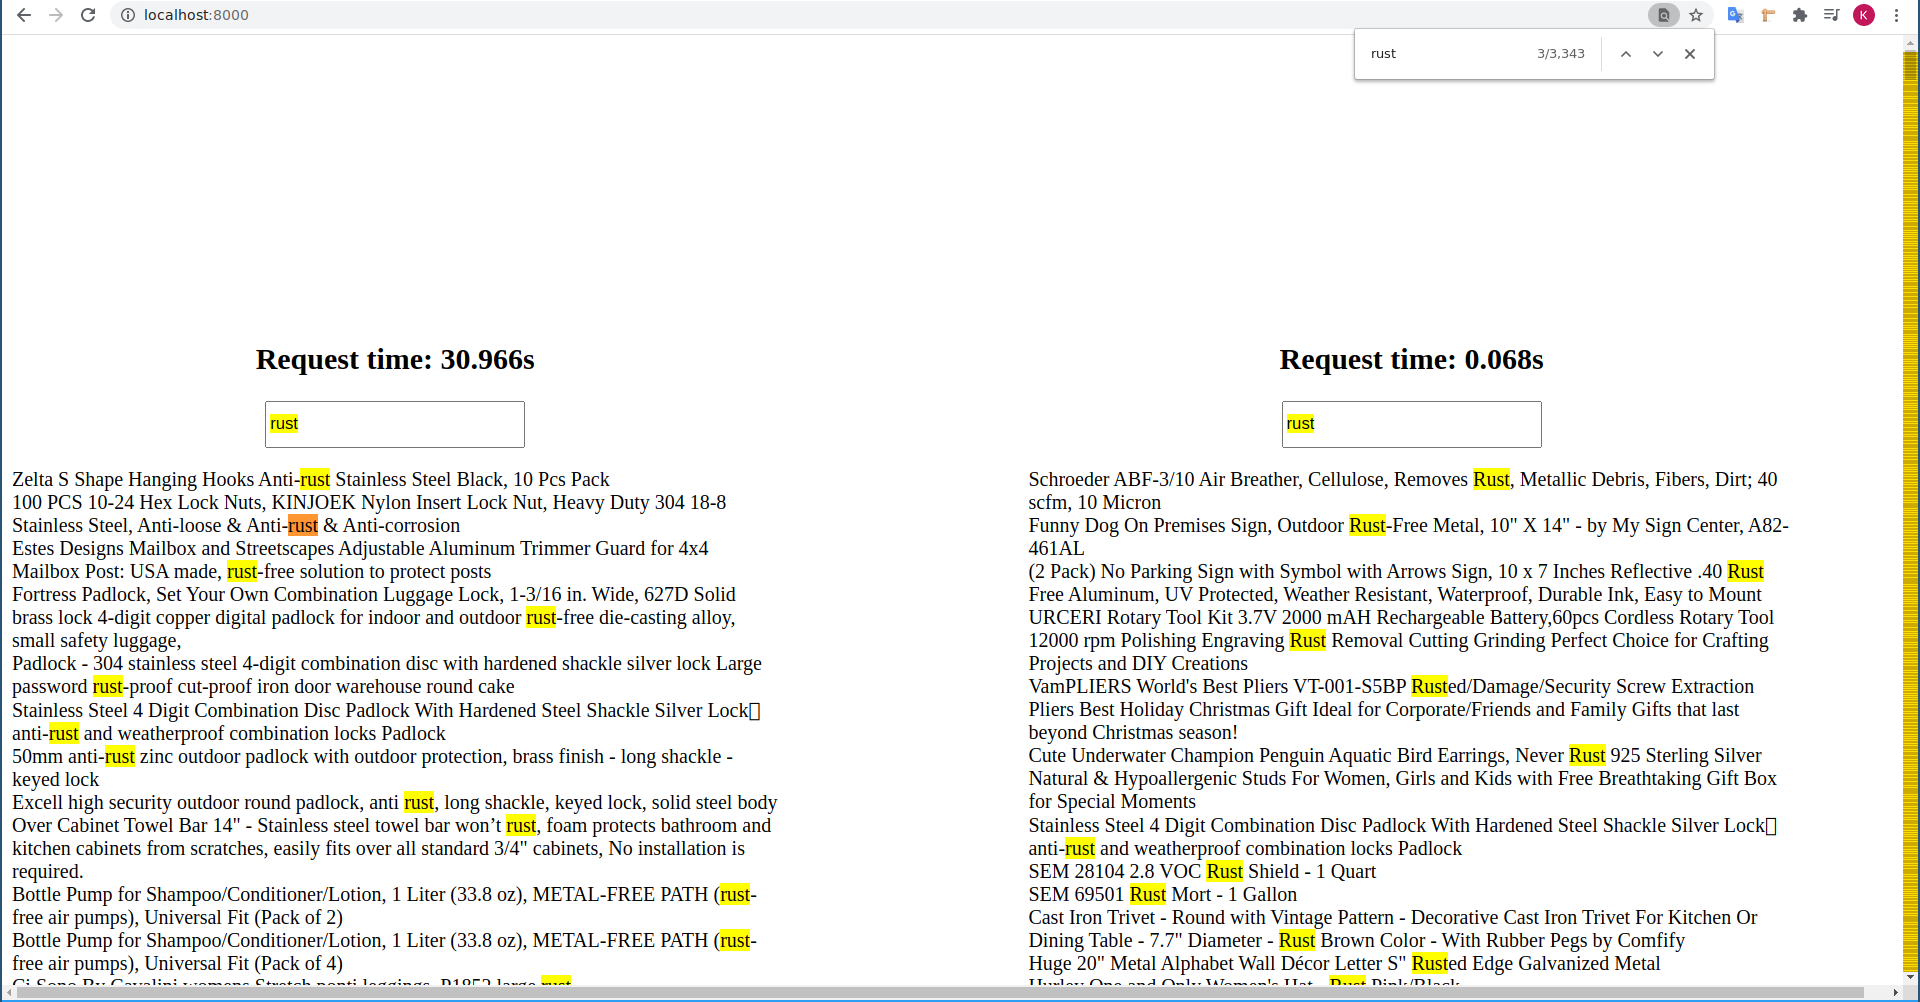 localhost:8000
K
rust 3/3,343
Request time: 30.966s
rust
Zelta S Shape Hanging Hooks Anti-rust Stainless Steel Black, 10 Pcs Pack
100 PCS 10-24 Hex Lock Nuts, KINJOEK Nylon Insert Lock Nut, Heavy Duty 304 18-8
Stainless Steel, Anti-loose & Anti-rust & Anti-corrosion
Estes Designs Mailbox and Streetscapes Adjustable Aluminum Trimmer Guard for 4x4
Mailbox Post: USA made, rust-free solution to protect posts
Fortress Padlock, Set Your Own Combination Luggage Lock, 1-3/16 in. Wide, 627D Solid
brass lock 4-digit copper digital padlock for indoor and outdoor rust-free die-casting alloy,
small safety luggage,
Padlock - 304 stainless steel 4-digit combination disc with hardened shackle silver lock Large
password rust-proof cut-proof iron door warehouse round cake
Stainless Steel 4 Digit Combination Disc Padlock With Hardened Steel Shackle Silver Lock
anti-rust and weatherproof combination locks Padlock
50mm anti-rust zinc outdoor padlock with outdoor protection, brass finish - long shackle -
keyed lock
Excell high security outdoor round padlock, anti rust, long shackle, keyed lock, solid steel body
Over Cabinet Towel Bar 14" - Stainless steel towel bar won’t rust, foam protects bathroom and
kitchen cabinets from scratches, easily fits over all standard 3/4" cabinets, No installation is
required.
Bottle Pump for Shampoo/Conditioner/Lotion, 1 Liter (33.8 oz), METAL-FREE PATH (rust-
free air pumps), Universal Fit (Pack of 2)
Bottle Pump for Shampoo/Conditioner/Lotion, 1 Liter (33.8 oz), METAL-FREE PATH (rust-
free air pumps), Universal Fit (Pack of 4)
Ci Sono By Cavalini womens Stretch ponti leggings, P1852 large rust
Request time: 0.068s
rust
Schroeder ABF-3/10 Air Breather, Cellulose, Removes Rust, Metallic Debris, Fibers, Dirt; 40
scfm, 10 Micron
Funny Dog On Premises Sign, Outdoor Rust-Free Metal, 10" X 14" - by My Sign Center, A82-
461AL
(2 Pack) No Parking Sign with Symbol with Arrows Sign, 10 x 7 Inches Reflective .40 Rust
Free Aluminum, UV Protected, Weather Resistant, Waterproof, Durable Ink, Easy to Mount
URCERI Rotary Tool Kit 3.7V 2000 mAH Rechargeable Battery,60pcs Cordless Rotary Tool
12000 rpm Polishing Engraving Rust Removal Cutting Grinding Perfect Choice for Crafting
Projects and DIY Creations
VamPLIERS World's Best Pliers VT-001-S5BP Rusted/Damage/Security Screw Extraction
Pliers Best Holiday Christmas Gift Ideal for Corporate/Friends and Family Gifts that last
beyond Christmas season!
Cute Underwater Champion Penguin Aquatic Bird Earrings, Never Rust 925 Sterling Silver
Natural & Hypoallergenic Studs For Women, Girls and Kids with Free Breathtaking Gift Box
for Special Moments
Stainless Steel 4 Digit Combination Disc Padlock With Hardened Steel Shackle Silver Lock
anti-rust and weatherproof combination locks Padlock
SEM 28104 2.8 VOC Rust Shield - 1 Quart
SEM 69501 Rust Mort - 1 Gallon
Cast Iron Trivet - Round with Vintage Pattern - Decorative Cast Iron Trivet For Kitchen Or
Dining Table - 7.7" Diameter - Rust Brown Color - With Rubber Pegs by Comfify
Huge 20" Metal Alphabet Wall Décor Letter S" Rusted Edge Galvanized Metal
Hurley One and Only Women's Hat - Rust Pink/Black